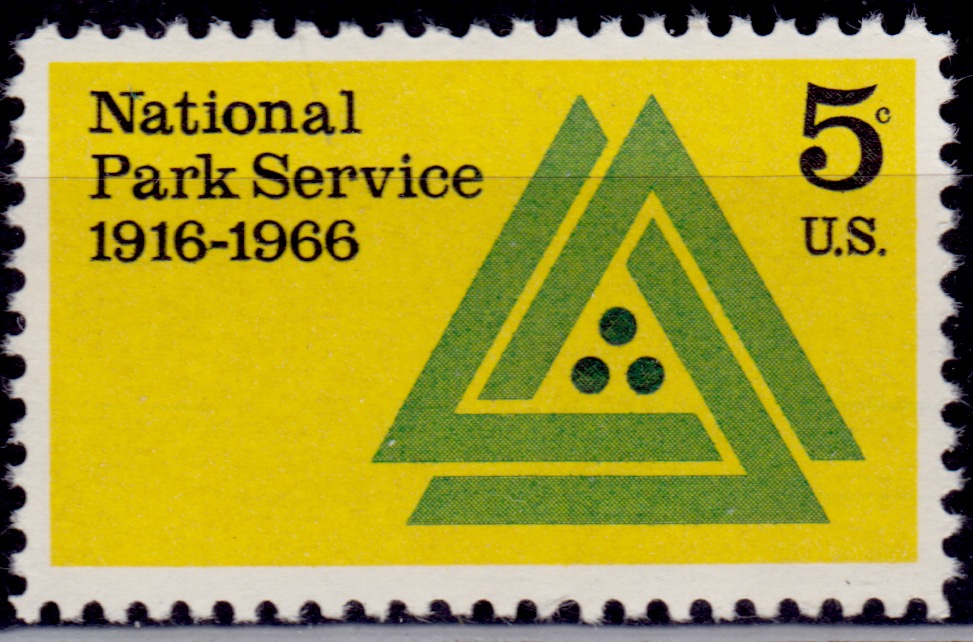 National
Park Service
1916-1966
5c
U.S.